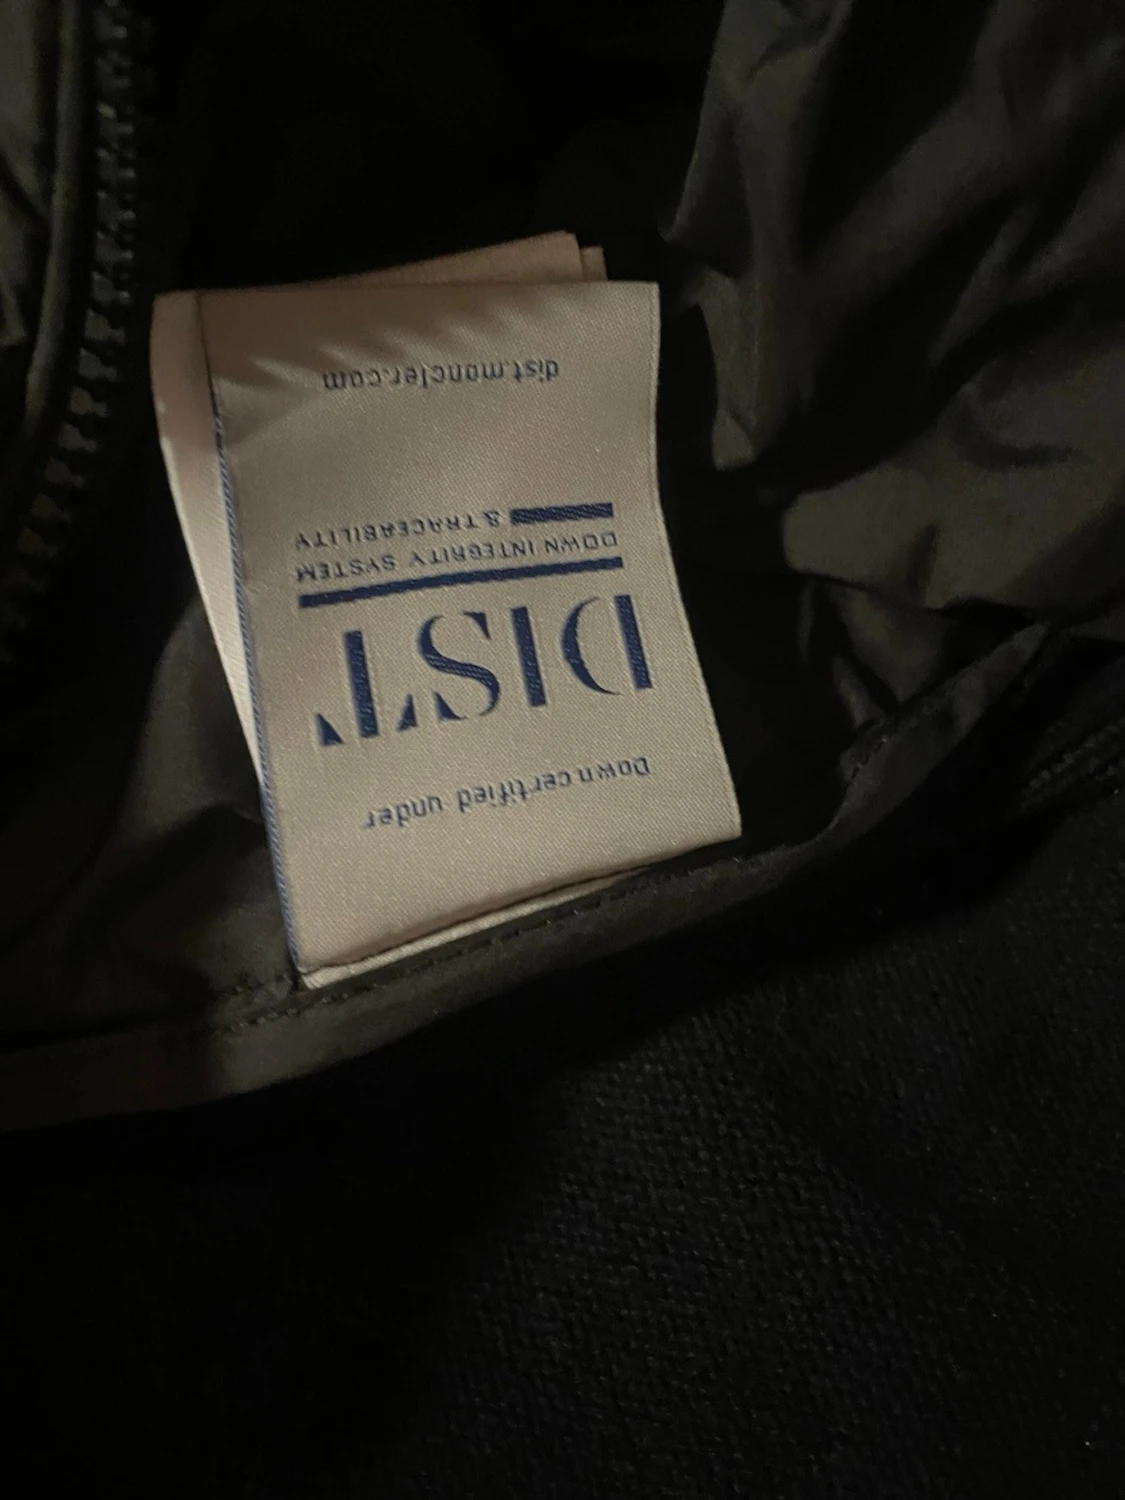 Down certified under
DIST
DOWN INTEGRITY SYSTEM
& TRACEABILITY
dist.moncler.com